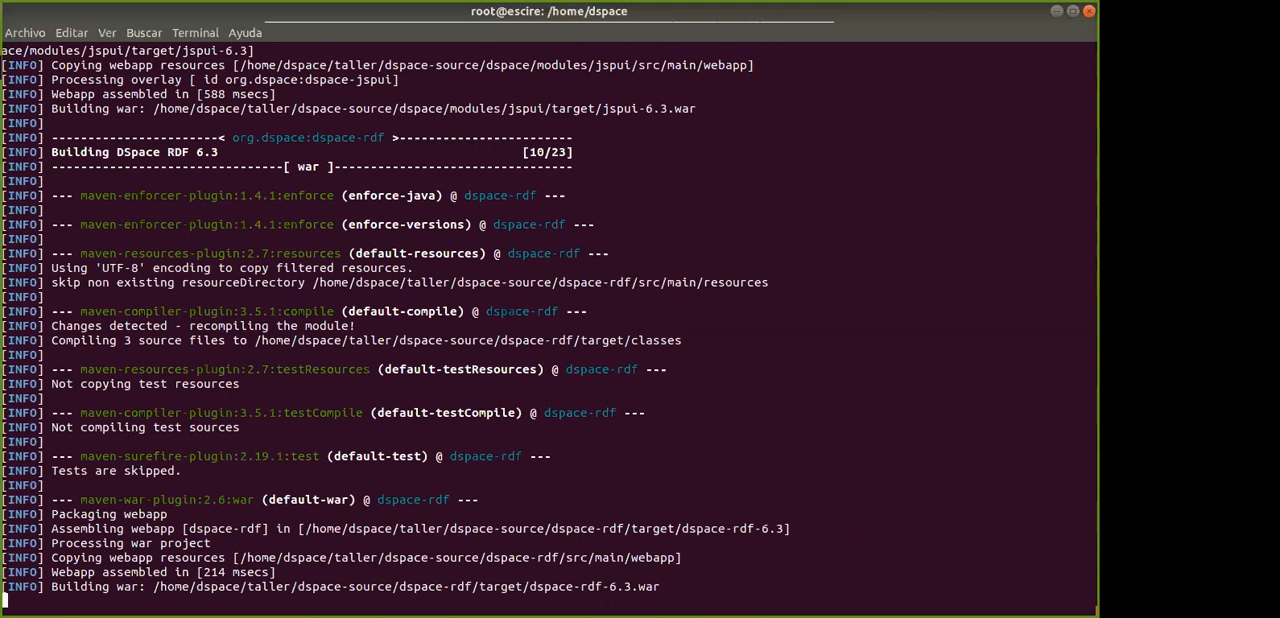 root@escire: /home/dspace
Archivo Editar Ver Buscar Terminal Ayuda
ace/modules/jspui/target/jspui-6.3]
[INFO] Copying webapp resources [/home/dspace/taller/dspace-source/dspace/modules/jspui/src/main/webapp]
[INFO] Processing overlay [ id org.dspace:dspace-jspui]
[INFO] Webapp assembled in [588 msecs]
[INFO] Building war: /home/dspace/taller/dspace-source/dspace/modules/jspui/target/jspui-6.3.war
[INFO]
[INFO] -----------------------< org.dspace:dspace-rdf >------------------------
[INFO] Building DSpace RDF 6.3 [10/23]
[INFO] --------------------------------[ war ]---------------------------------
[INFO]
[INFO] --- maven-enforcer-plugin:1.4.1:enforce (enforce-java) @ dspace-rdf ---
[INFO]
[INFO] --- maven-enforcer-plugin:1.4.1:enforce (enforce-versions) @ dspace-rdf ---
[INFO]
[INFO] --- maven-resources-plugin:2.7:resources (default-resources) @ dspace-rdf ---
[INFO] Using 'UTF-8' encoding to copy filtered resources.
[INFO] skip non existing resourceDirectory /home/dspace/taller/dspace-source/dspace-rdf/src/main/resources
[INFO]
[INFO] --- maven-compiler-plugin:3.5.1:compile (default-compile) @ dspace-rdf ---
[INFO] Changes detected - recompiling the module!
[INFO] Compiling 3 source files to /home/dspace/taller/dspace-source/dspace-rdf/target/classes
[INFO]
[INFO] --- maven-resources-plugin:2.7:testResources (default-testResources) @ dspace-rdf ---
[INFO] Not copying test resources
[INFO]
[INFO] --- maven-compiler-plugin:3.5.1:testCompile (default-testCompile) @ dspace-rdf ---
[INFO] Not compiling test sources
[INFO]
[INFO] --- maven-surefire-plugin:2.19.1:test (default-test) @ dspace-rdf ---
[INFO] Tests are skipped.
[INFO]
[INFO] --- maven-war-plugin:2.6:war (default-war) @ dspace-rdf ---
[INFO] Packaging webapp
[INFO] Assembling webapp [dspace-rdf] in [/home/dspace/taller/dspace-source/dspace-rdf/target/dspace-rdf-6.3]
[INFO] Processing war project
[INFO] Copying webapp resources [/home/dspace/taller/dspace-source/dspace-rdf/src/main/webapp]
[INFO] Webapp assembled in [214 msecs]
[INFO] Building war: /home/dspace/taller/dspace-source/dspace-rdf/target/dspace-rdf-6.3.war